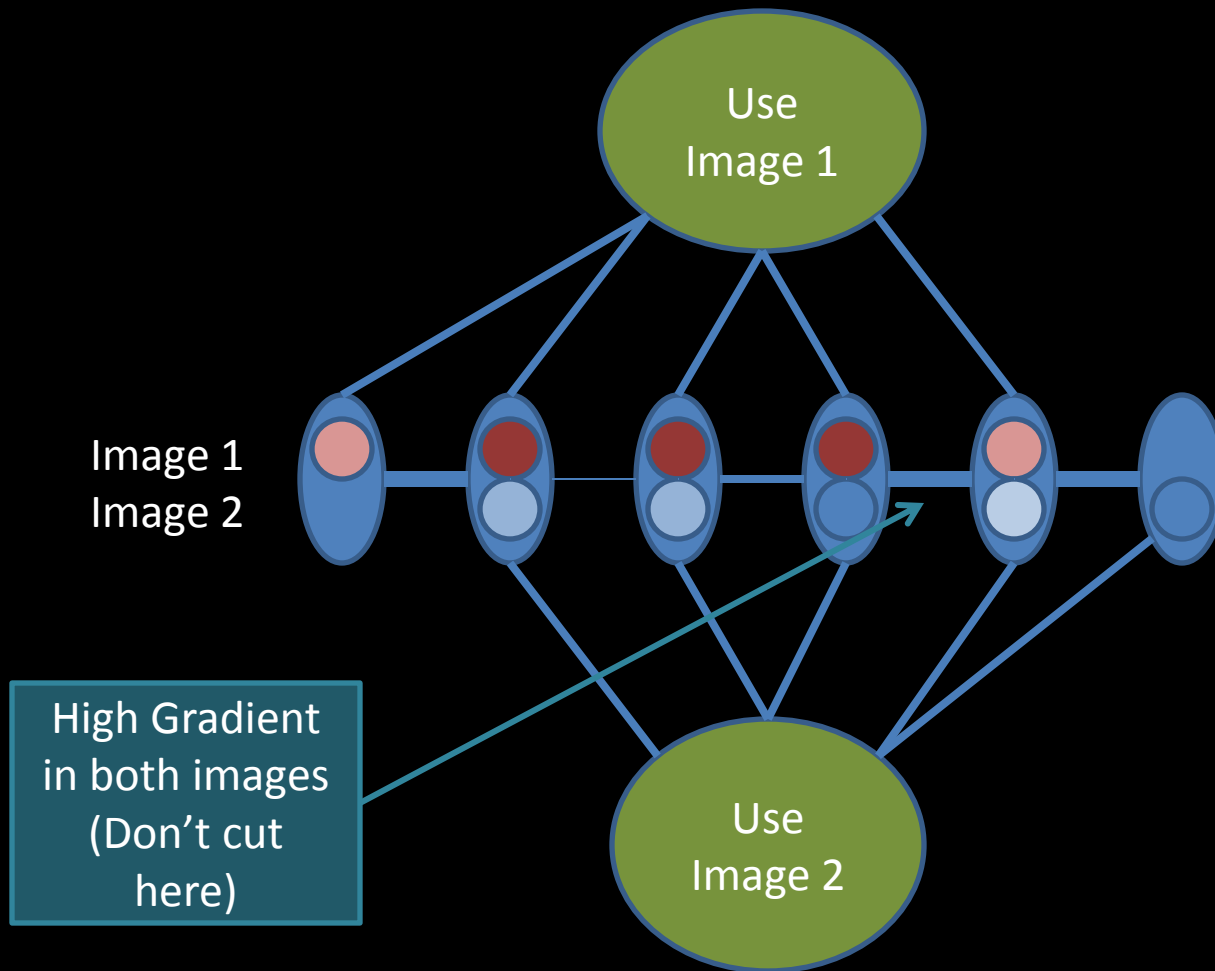 Use
Image 1
Image 1
Image 2
High Gradient
in both images
(Don’t cut
here)
Use
Image 2